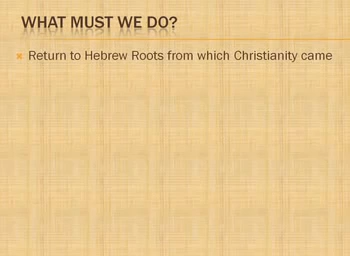 WHAT MUST WE DO?
Return to Hebrew Roots from which Christianity came